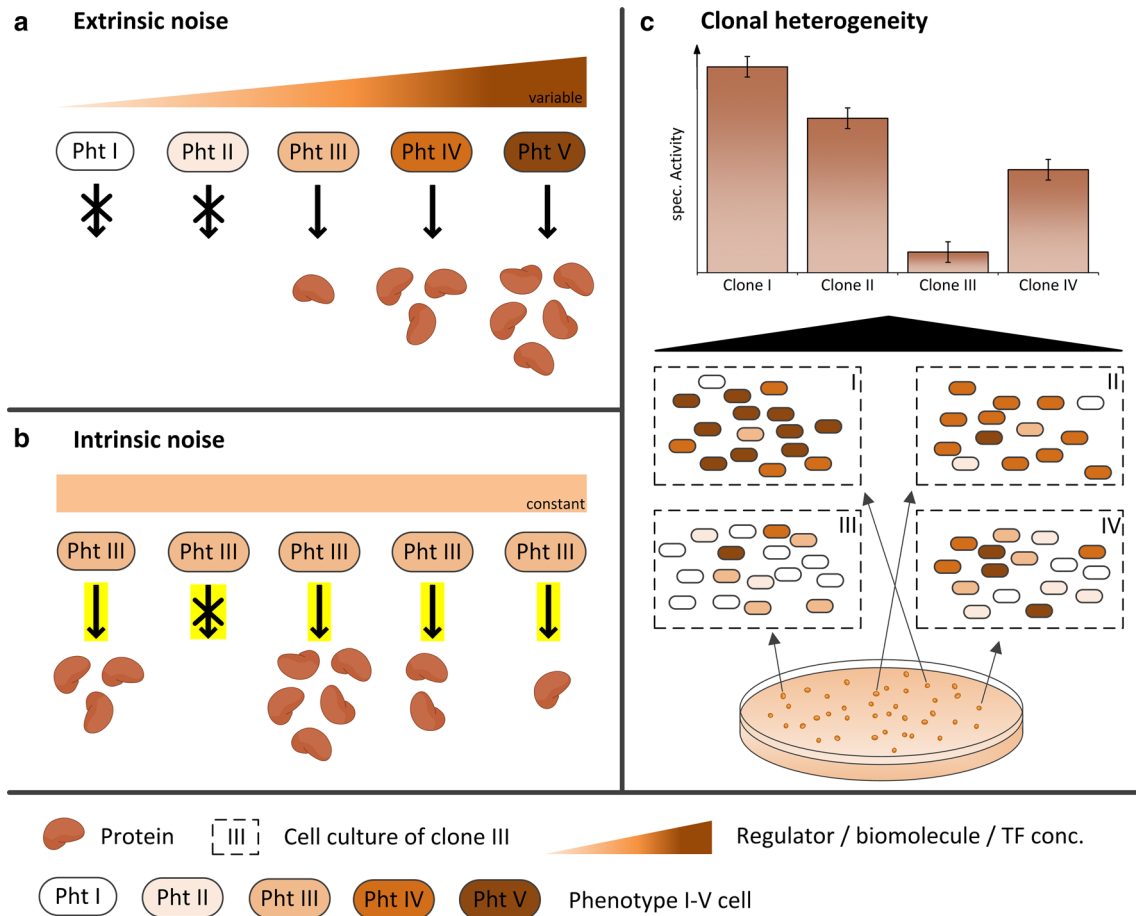 a Extrinsic noise
variable
Pht I Pht II Pht III Pht IV Pht V
b Intrinsic noise
constant
Pht III Pht III Pht III Pht III Pht III
c Clonal heterogeneity
spec. Activity
Clone I Clone II Clone III Clone IV
I II
III IV
Protein III Cell culture of clone III Regulator / biomolecule / TF conc.
Pht I Pht II Pht III Pht IV Pht V Phenotype I-V cell